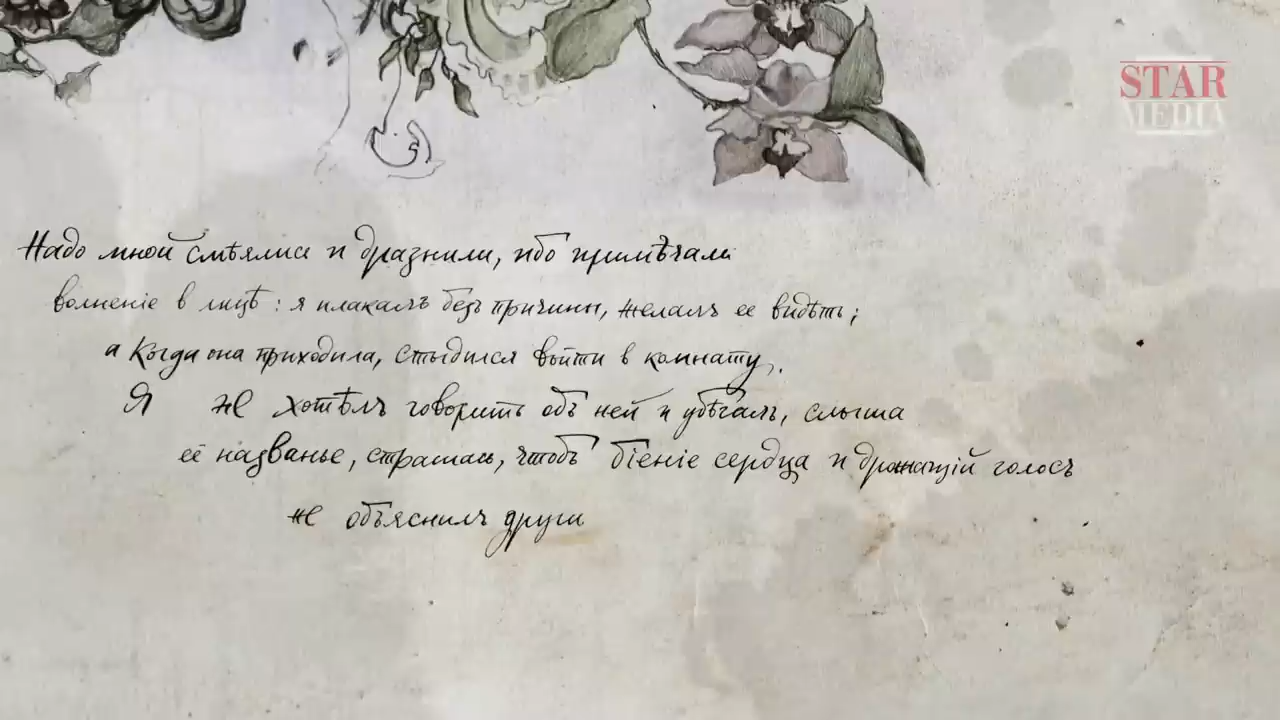 STAR
MEDIA
Надо мной смѣялись и дразнили, ибо примѣчали
волненіе в лицѣ: я плакалъ безъ причины, желалъ ее видѣть;
а когда она приходила, стыдился войти в комнату.
Я не хотѣлъ говорить объ ней и убѣгалъ, слыша
её названье, страшась, чтобъ біеніе сердца и дрожащій голосъ
не объяснилъ други